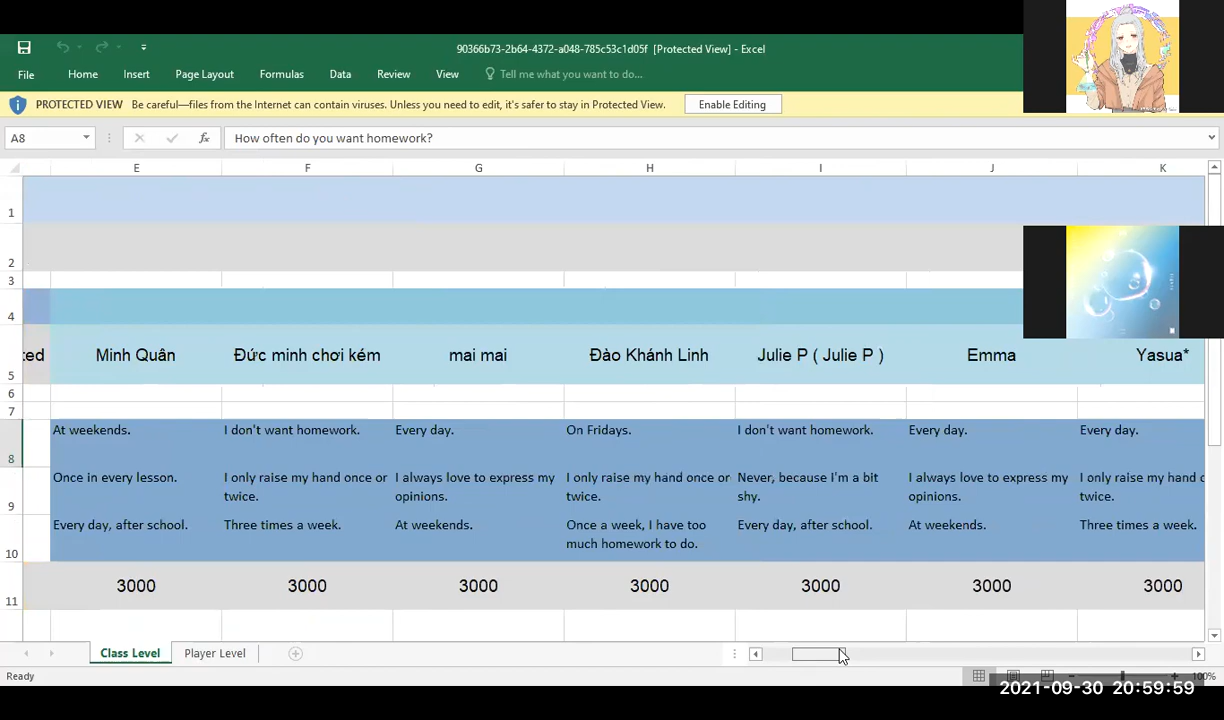 90366b73-2b64-4372-a048-785c53c1d05f [Protected View] - Excel
File Home Insert Page Layout Formulas Data Review View Tell me what you want to do...
PROTECTED VIEW Be careful—files from the Internet can contain viruses. Unless you need to edit, it's safer to stay in Protected View. Enable Editing
A8 fx How often do you want homework?
E F G H I J K
1
2
3
4
5 ted Minh Quân Đức minh chơi kém mai mai Đào Khánh Linh Julie P ( Julie P ) Emma Yasua*
6
7
8 At weekends. I don't want homework. Every day. On Fridays. I don't want homework. Every day. Every day.
Once in every lesson. I only raise my hand once or I always love to express my I only raise my hand once or Never, because I'm a bit I always love to express my I only raise my hand
9 twice. opinions. twice. shy. opinions. twice.
Every day, after school. Three times a week. At weekends. Once a week, I have too Every day, after school. At weekends. Three times a week.
10 much homework to do.
11 3000 3000 3000 3000 3000 3000 3000
Class Level Player Level
Ready 100%
2021-09-30 20:59:59